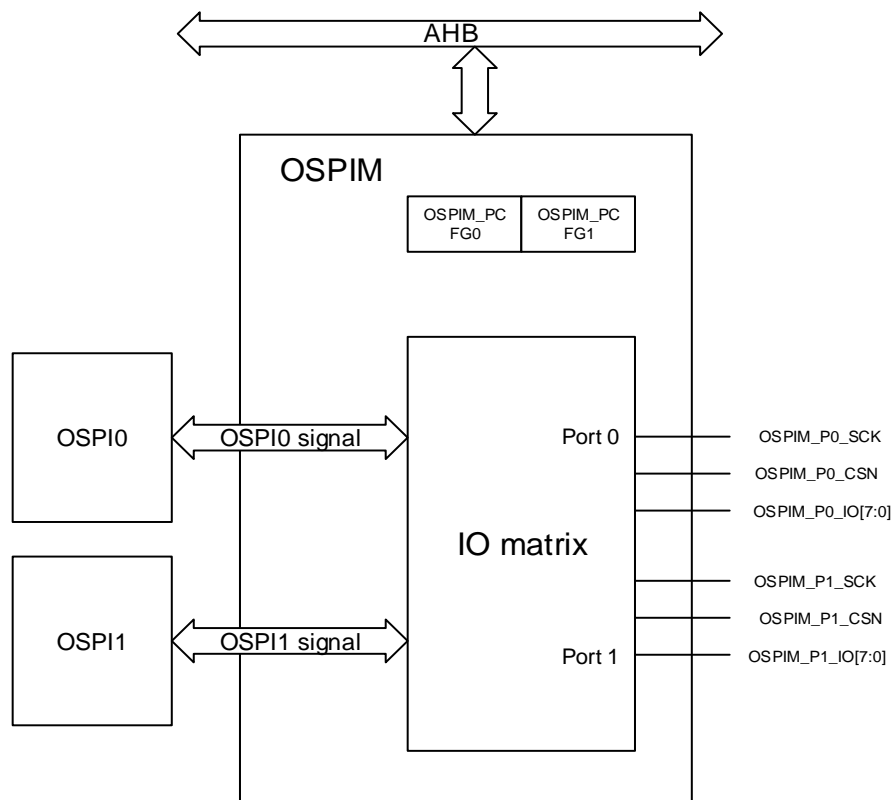 AHB
OSPIM
OSPIM_PC
FG0
OSPIM_PC
FG1
OSPI0
OSPI0 signal
Port 0
OSPIM_P0_SCK
OSPIM_P0_CSN
OSPIM_P0_IO[7:0]
IO matrix
OSPIM_P1_SCK
OSPIM_P1_CSN
OSPI1
OSPI1 signal
Port 1
OSPIM_P1_IO[7:0]